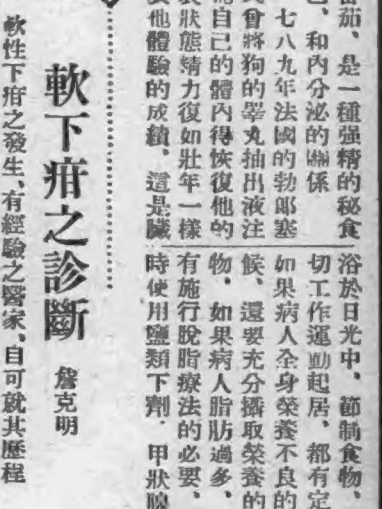 茄、是一種强精的秘食
、和內分泌的關係
七八九年法國的勃郞塞
會將狗的睪丸抽出液注
自己的體內得恢復他的
狀態精力復如壯年一樣
他體驗的成績、這是臟
浴於日光中、節制食物、
切工作運動起居、都有定
如果病人全身榮養不良的
候、還要充分攝取榮養的
物、如果病人脂肪過多、
有施行脫脂療法的必要、
時使用鹽類下劑．甲狀腺
軟下疳之診斷 詹克明
軟性下疳之發生、有經驗之醫家、自可就其歷程